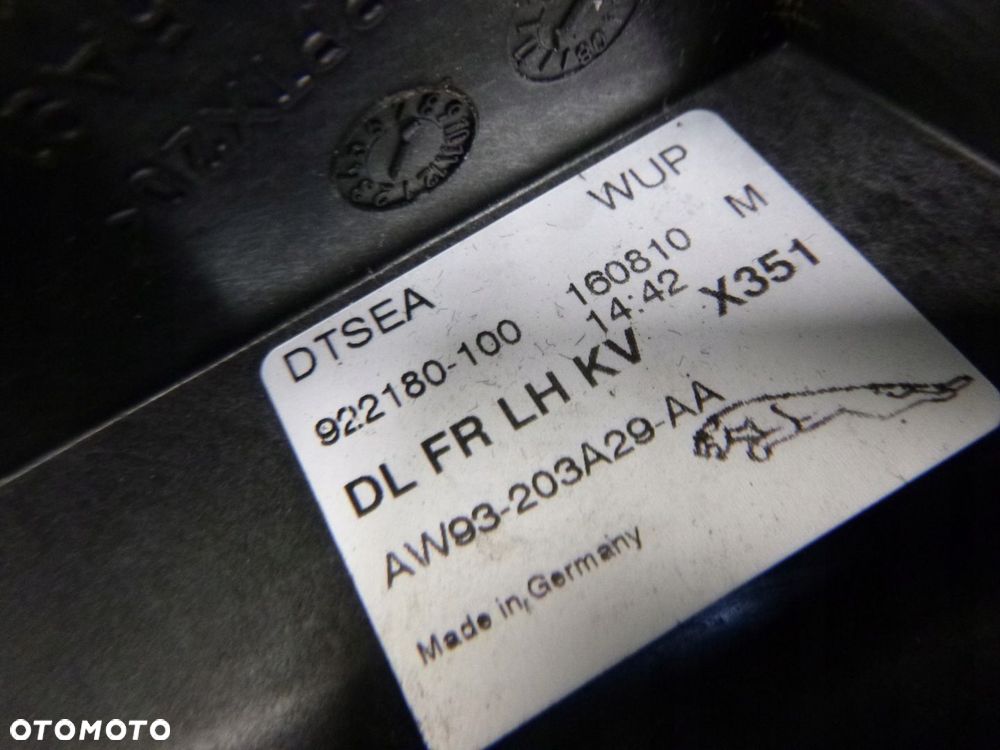 DTSEA WUP
922180-100 160810 M
14:42
DL FR LH KV X351
AW93-203A29-AA
Made in Germany
OTOMOTO